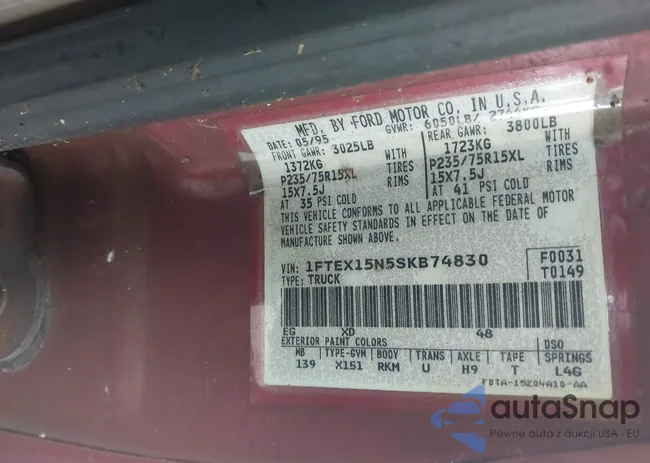 MFD. BY FORD MOTOR CO. IN U.S.A.
DATE: 05/95 GVWR: 6050LB/
FRONT GAWR: 3025LB REAR GAWR: 3800LB
1372KG WITH 1723KG WITH
P235/75R15XL TIRES P235/75R15XL TIRES
15X7.5J RIMS 15X7.5J RIMS
AT 35 PSI COLD AT 41 PSI COLD
THIS VEHICLE CONFORMS TO ALL APPLICABLE FEDERAL MOTOR
VEHICLE SAFETY STANDARDS IN EFFECT ON THE DATE OF
MANUFACTURE SHOWN ABOVE.
VIN: 1FTEX15N5SKB74830 F0031
TYPE: TRUCK T0149
EG XD 48
EXTERIOR PAINT COLORS DSO
WB TYPE-GVW BODY TRANS AXLE TAPE SPRINGS
139 X151 RKM U H9 T L4G
F0TA-15204A10-AA
autaSnap
Pewne auta z aukcji USA i EU